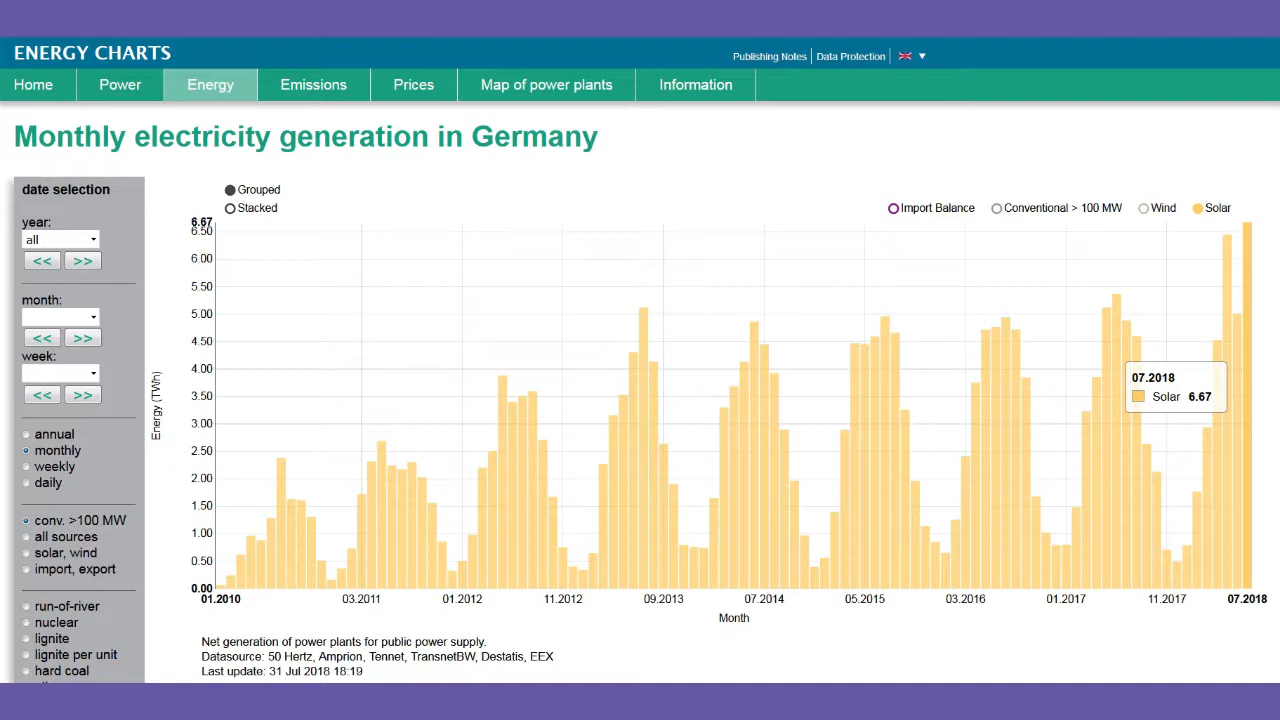 ENERGY CHARTS
Publishing Notes
Data Protection
Home
Power
Energy
Emissions
Prices
Map of power plants
Information
Monthly electricity generation in Germany
date selection
year:
all
<< >>
month:
<< >>
week:
<< >>
annual
monthly
weekly
daily
conv. >100 MW
all sources
solar, wind
import, export
run-of-river
nuclear
lignite
lignite per unit
hard coal
Grouped
Stacked
Import Balance
Conventional > 100 MW
Wind
Solar
6.67
6.50
6.00
5.50
5.00
4.50
4.00
3.50
3.00
2.50
2.00
1.50
1.00
0.50
0.00
Energy (TWh)
07.2018
Solar 6.67
01.2010
03.2011
01.2012
11.2012
09.2013
07.2014
05.2015
03.2016
01.2017
11.2017
07.2018
Month
Net generation of power plants for public power supply.
Datasource: 50 Hertz, Amprion, Tennet, TransnetBW, Destatis, EEX
Last update: 31 Jul 2018 18:19